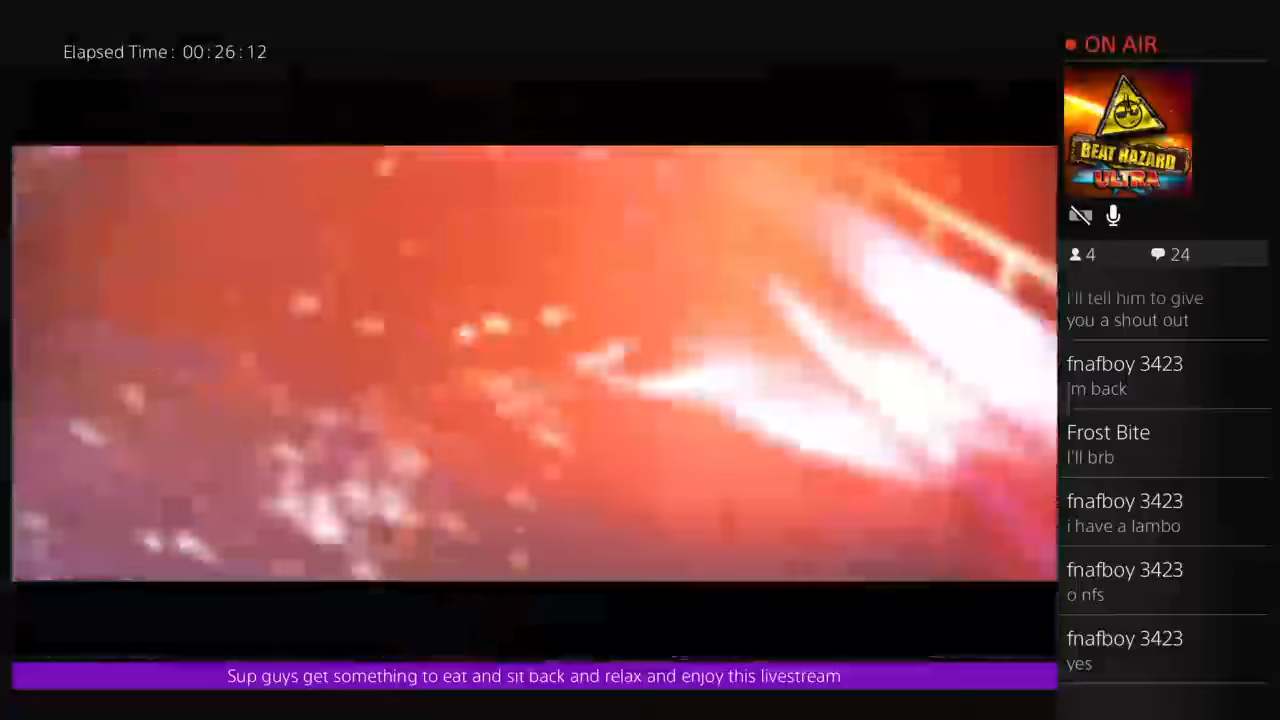 Elapsed Time: 00:26:12
ON AIR
BEAT HAZARD
ULTRA
4
24
I'll tell him to give
you a shout out
fnafboy 3423
'm back
Frost Bite
I'll brb
fnafboy 3423
i have a lambo
fnafboy 3423
o nfs
fnafboy 3423
yes
Sup guys get something to eat and sit back and relax and enjoy this livestream